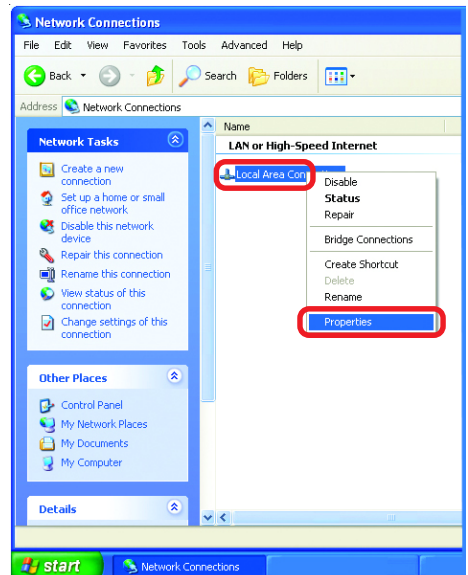 Network Connections
File Edit View Favorites Tools Advanced Help
Back Search Folders
Address Network Connections
Network Tasks
Create a new
connection
Set up a home or small
office network
Disable this network
device
Repair this connection
Rename this connection
View status of this
connection
Change settings of this
connection
Other Places
Control Panel
My Network Places
My Documents
My Computer
Details
Name
LAN or High-Speed Internet
Local Area Con
Disable
Status
Repair
Bridge Connections
Create Shortcut
Delete
Rename
Properties
start Network Connections